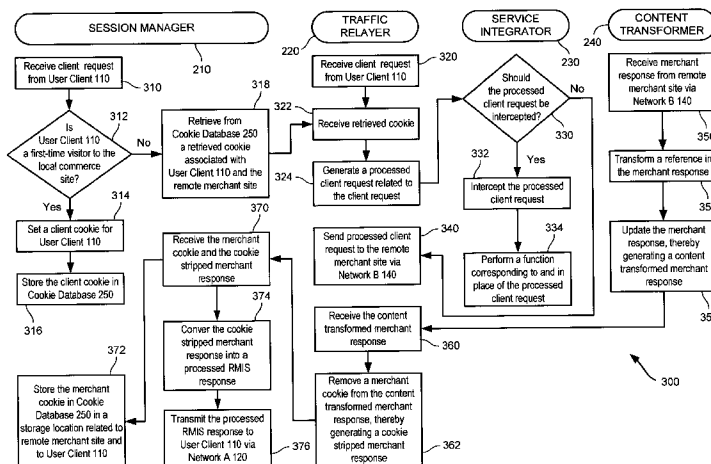 SESSION MANAGER
210
Receive client request
from User Client 110
310
312
Is
User Client 110
a first-time visitor to the
local commerce
site?
No
Yes
314
Set a client cookie for
User Client 110
Store the client cookie in
Cookie Database 250
316
318
Retrieve from
Cookie Database 250
a retrieved cookie
associated with
User Client 110 and the
remote merchant site
370
Receive the merchant
cookie and the cookie
stripped merchant
response
374
Conver the cookie
stripped merchant
response into a
processed RMIS
response
372
Store the merchant
cookie in Cookie
Database 250 in a
storage location related to
remote merchant site and
to User Client 110
Transmit the processed
RMIS response to
User Client 110 via
Network A 120
376
TRAFFIC
RELAYER
220
Receive client request
from User Client 110
320
322
Receive retrieved cookie
324
Generate a processed
client request related to
the client request
340
Send processed client
request to the remote
merchant site via
Network B 140
Receive the content
transformed merchant
response
360
Remove a merchant
cookie from the content
transformed merchant
response, thereby
generating a cookie
stripped merchant
response
362
SERVICE
INTEGRATOR
230
Should
the processed
client request be
intercepted?
No
330
Yes
332
Intercept the processed
client request
334
Perform a function
corresponding to and in
place of the processed
client request
CONTENT
TRANSFORMER
240
Receive merchant
response from remote
merchant site via
Network B 140
350
Transform a reference in
the merchant response
Update the merchant
response, thereby
generating a content
transformed merchant
response
300